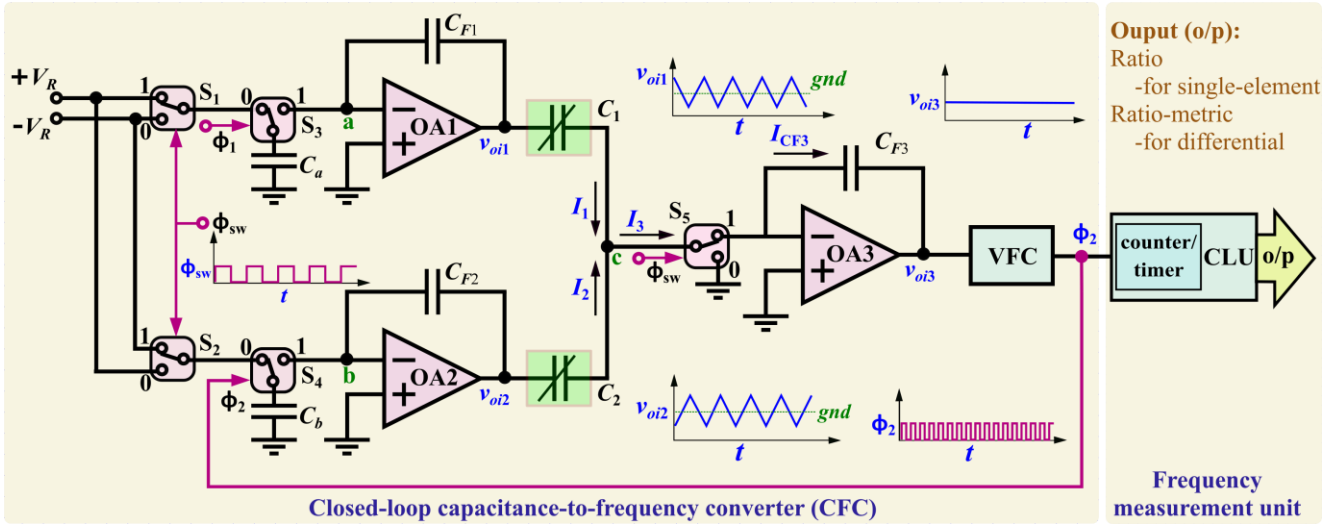 +V_R
-V_R
1
0
S_1
0
1
S_3
ϕ_1
C_a
a
C_F1
OA1
v_oi1
C_1
ϕ_sw
ϕ_sw
t
1
0
S_2
0
1
S_4
ϕ_2
C_b
b
C_F2
OA2
v_oi2
C_2
I_1
I_2
I_3
c
S_5
1
0
ϕ_sw
I_CF3
C_F3
OA3
v_oi3
VFC
ϕ_2
v_oi1
gnd
t
v_oi3
t
v_oi2
gnd
t
ϕ_2
t
Closed-loop capacitance-to-frequency converter (CFC)
Ouput (o/p):
Ratio
-for single-element
Ratio-metric
-for differential
counter/
timer
CLU
o/p
Frequency
measurement unit